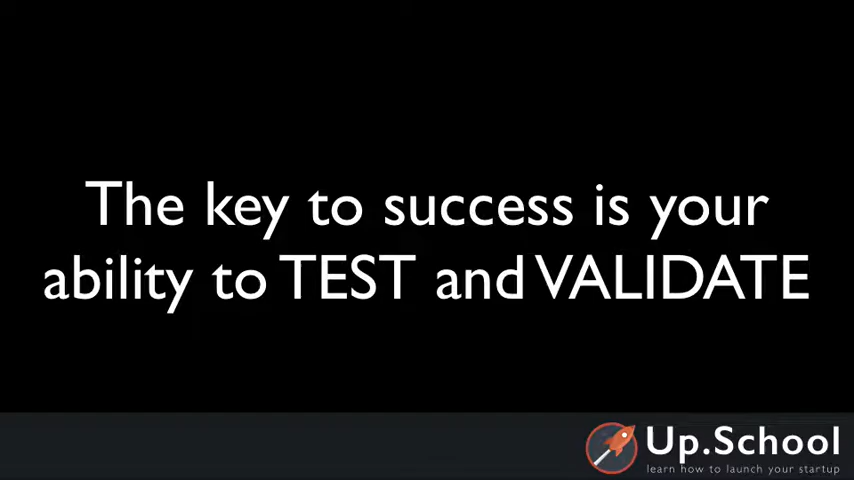 The key to success is your
ability to TEST and VALIDATE
Up.School
learn how to launch your startup